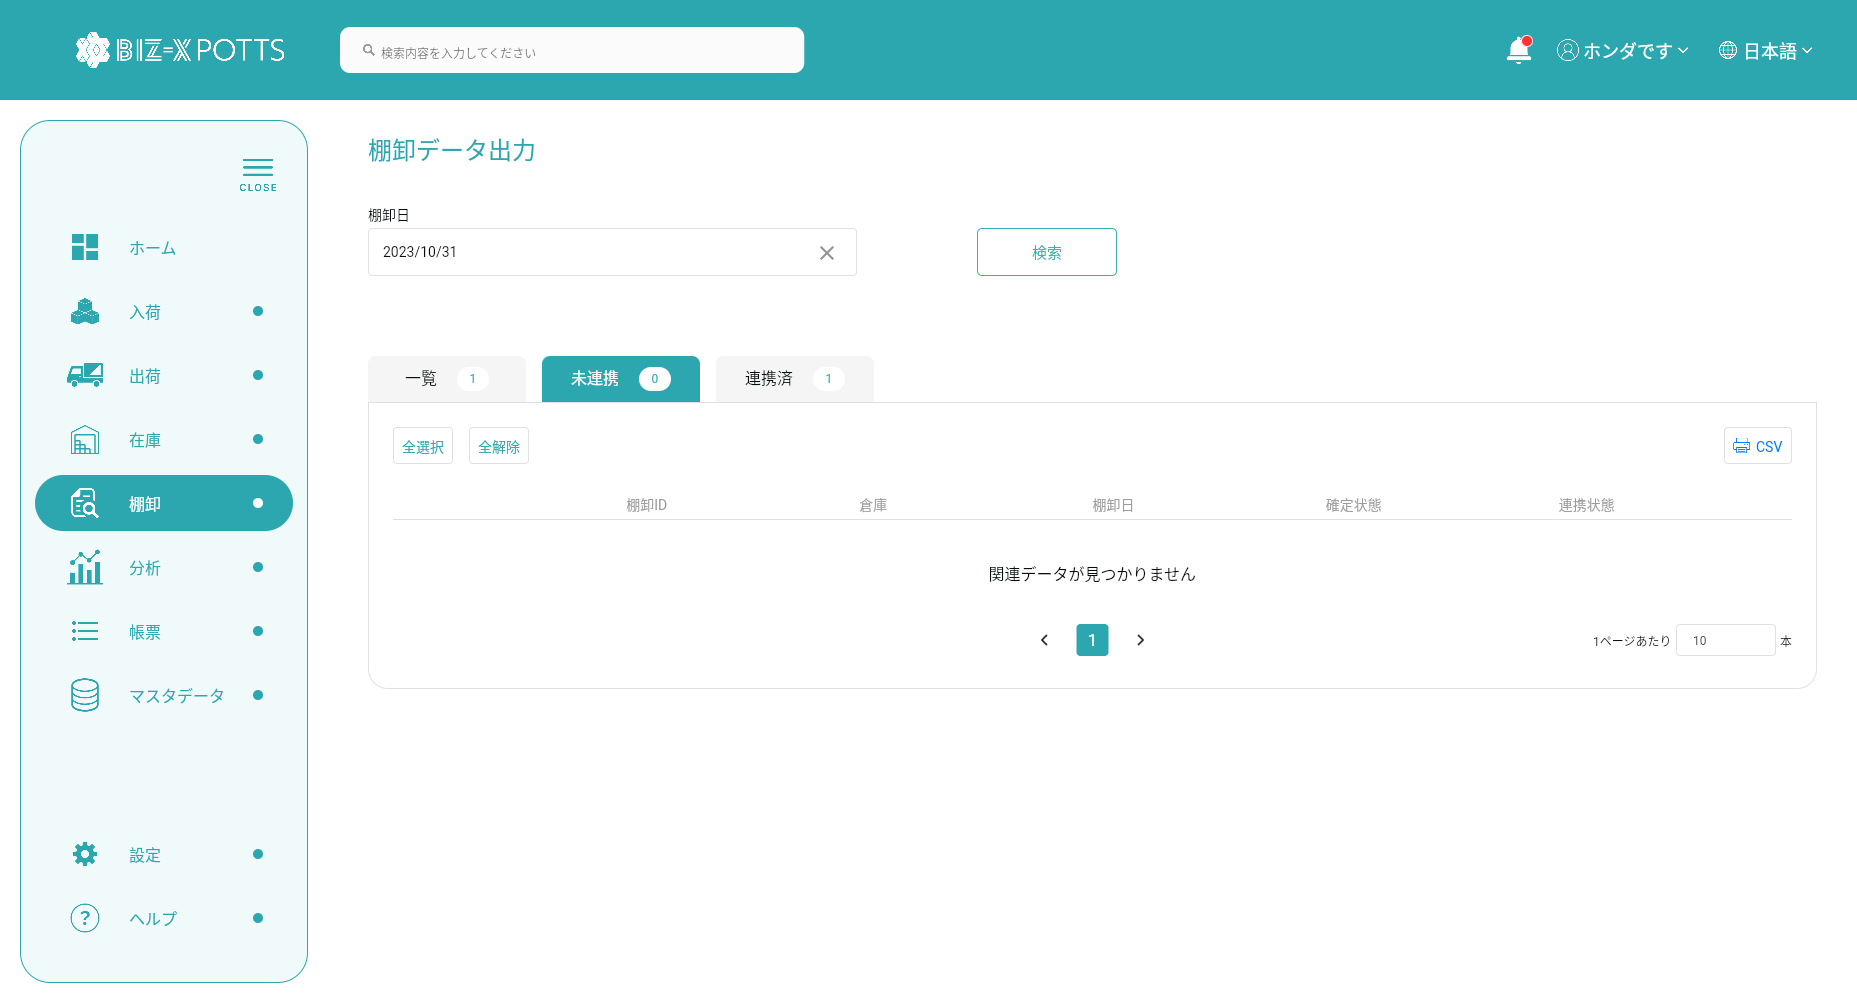 BIZ-X POTTS
検索内容を入力してください
ホンダです
日本語
CLOSE
ホーム
入荷
出荷
在庫
棚卸
分析
帳票
マスタデータ
設定
ヘルプ
棚卸データ出力
棚卸日
2023/10/31
検索
一覧 1
未連携 0
連携済 1
全選択
全解除
CSV
棚卸ID 倉庫 棚卸日 確定状態 連携状態
関連データが見つかりません
1
1ページあたり 10 本